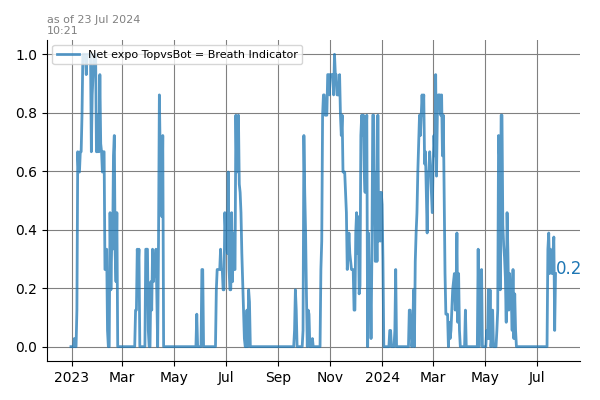 as of 23 Jul 2024
10:21
Net expo TopvsBot = Breath Indicator
1.0
0.8
0.6
0.4
0.2
0.0
0.2
2023 Mar May Jul Sep Nov 2024 Mar May Jul